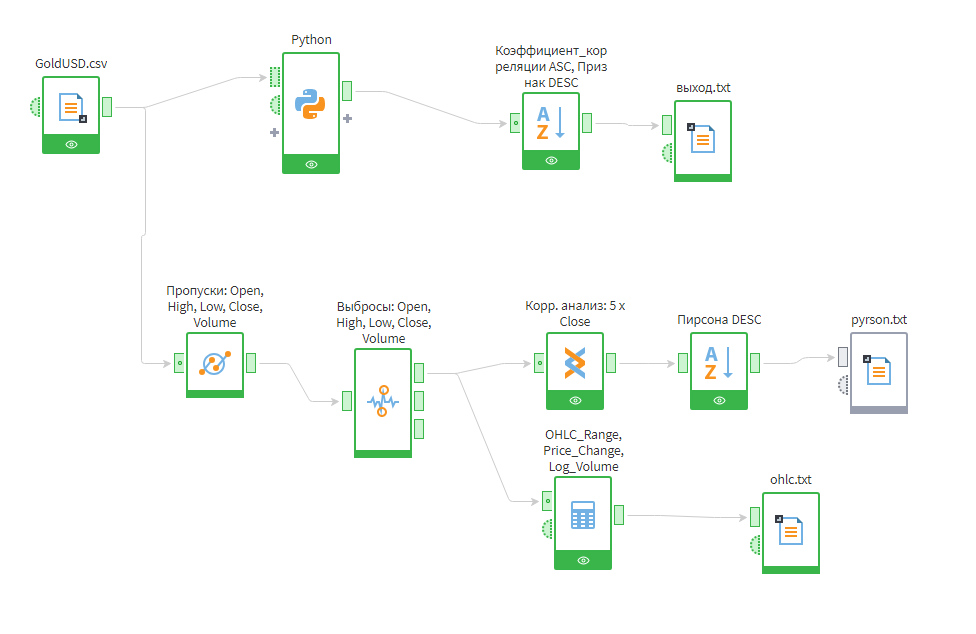 GoldUSD.csv
Python
Коэффициент_кор
реляции ASC, Приз
нак DESC
A
Z
выход.txt
Пропуски: Open,
High, Low, Close,
Volume
Выбросы: Open,
High, Low, Close,
Volume
Корр. анализ: 5 x
Close
Пирсона DESC
A
Z
pyrson.txt
OHLC_Range,
Price_Change,
Log_Volume
ohlc.txt